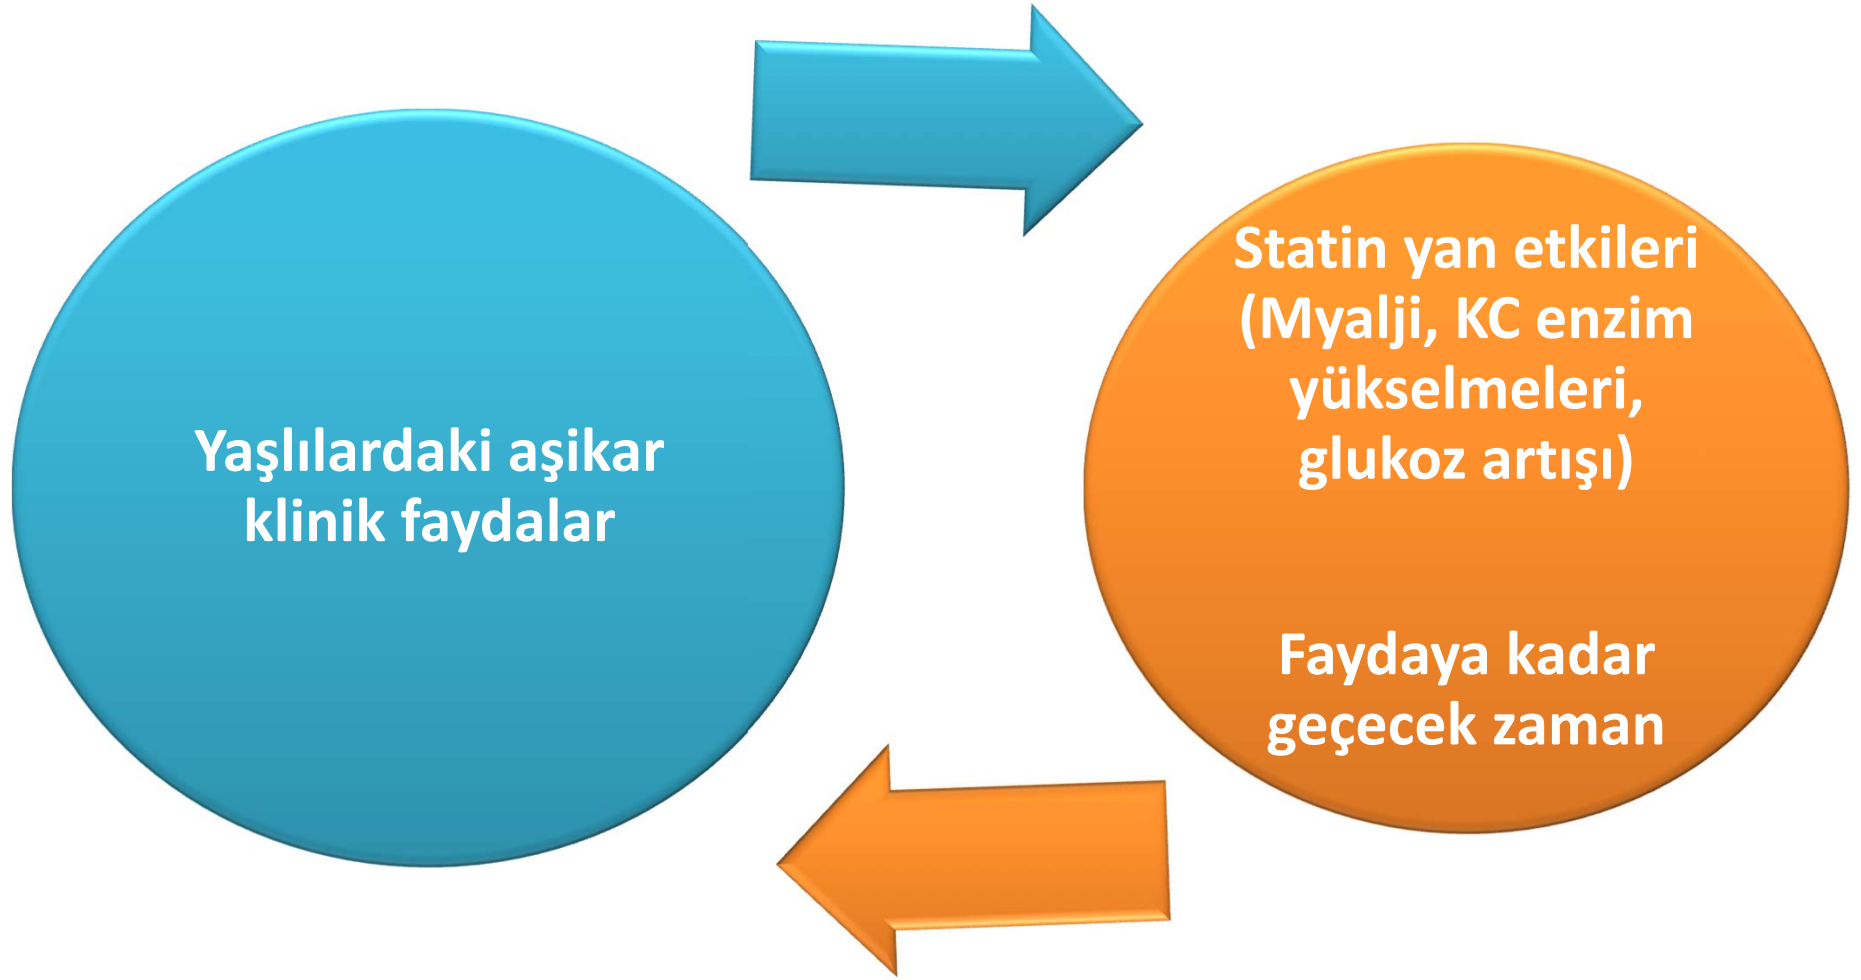 Yaşlılardaki aşikar
klinik faydalar
Statin yan etkileri
(Myalji, KC enzim
yükselmeleri,
glukoz artışı)
Faydaya kadar
geçecek zaman